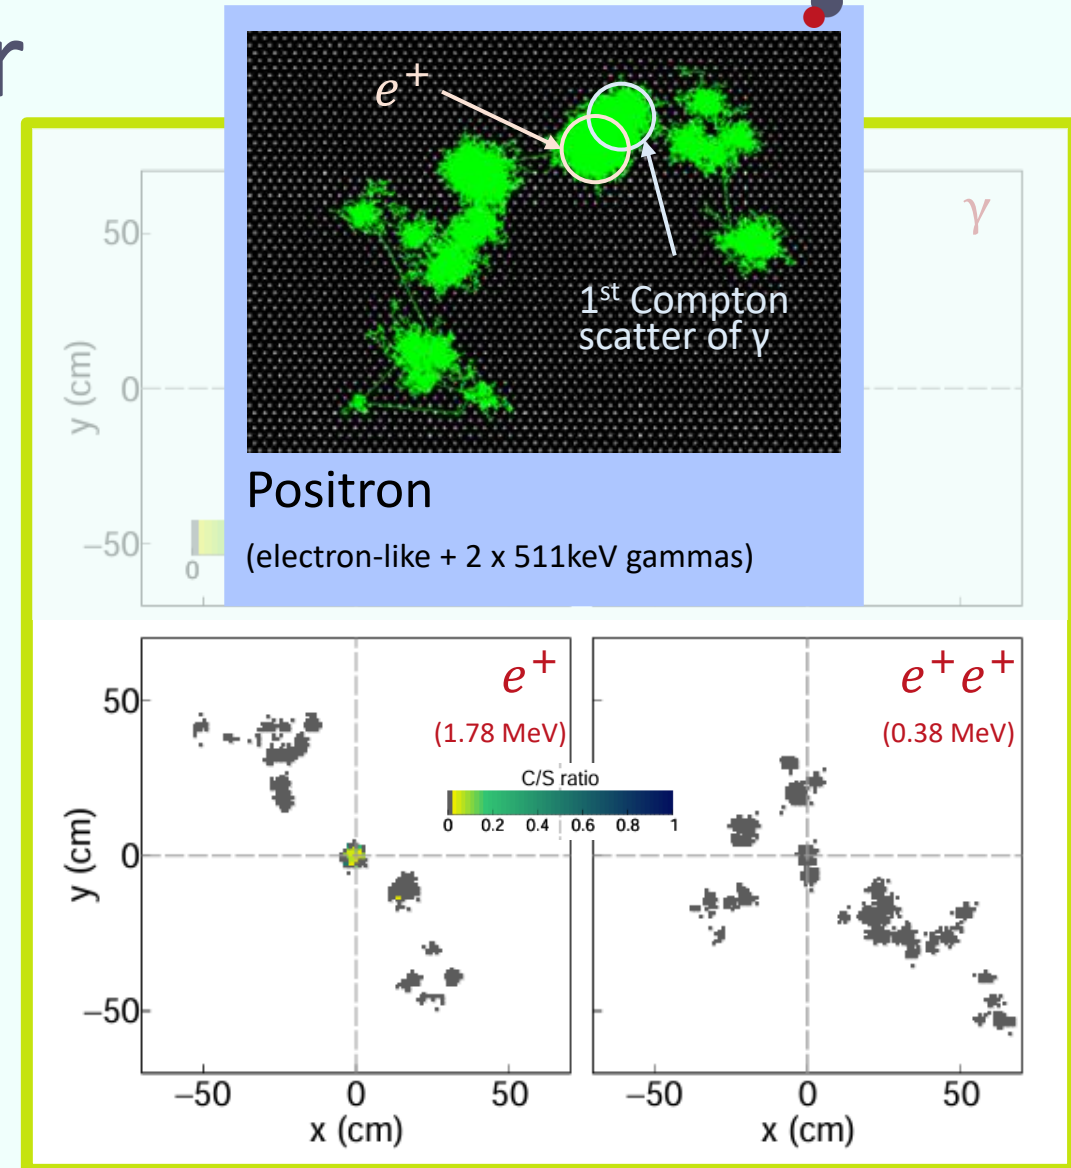 r
e+
1st Compton
scatter of γ
Positron
(electron-like + 2 x 511keV gammas)
γ
50
0
−50
y (cm)
0
e+
(1.78 MeV)
e+e+
(0.38 MeV)
C/S ratio
0 0.2 0.4 0.6 0.8 1
50
0
−50
y (cm)
−50 0 50
x (cm)
−50 0 50
x (cm)